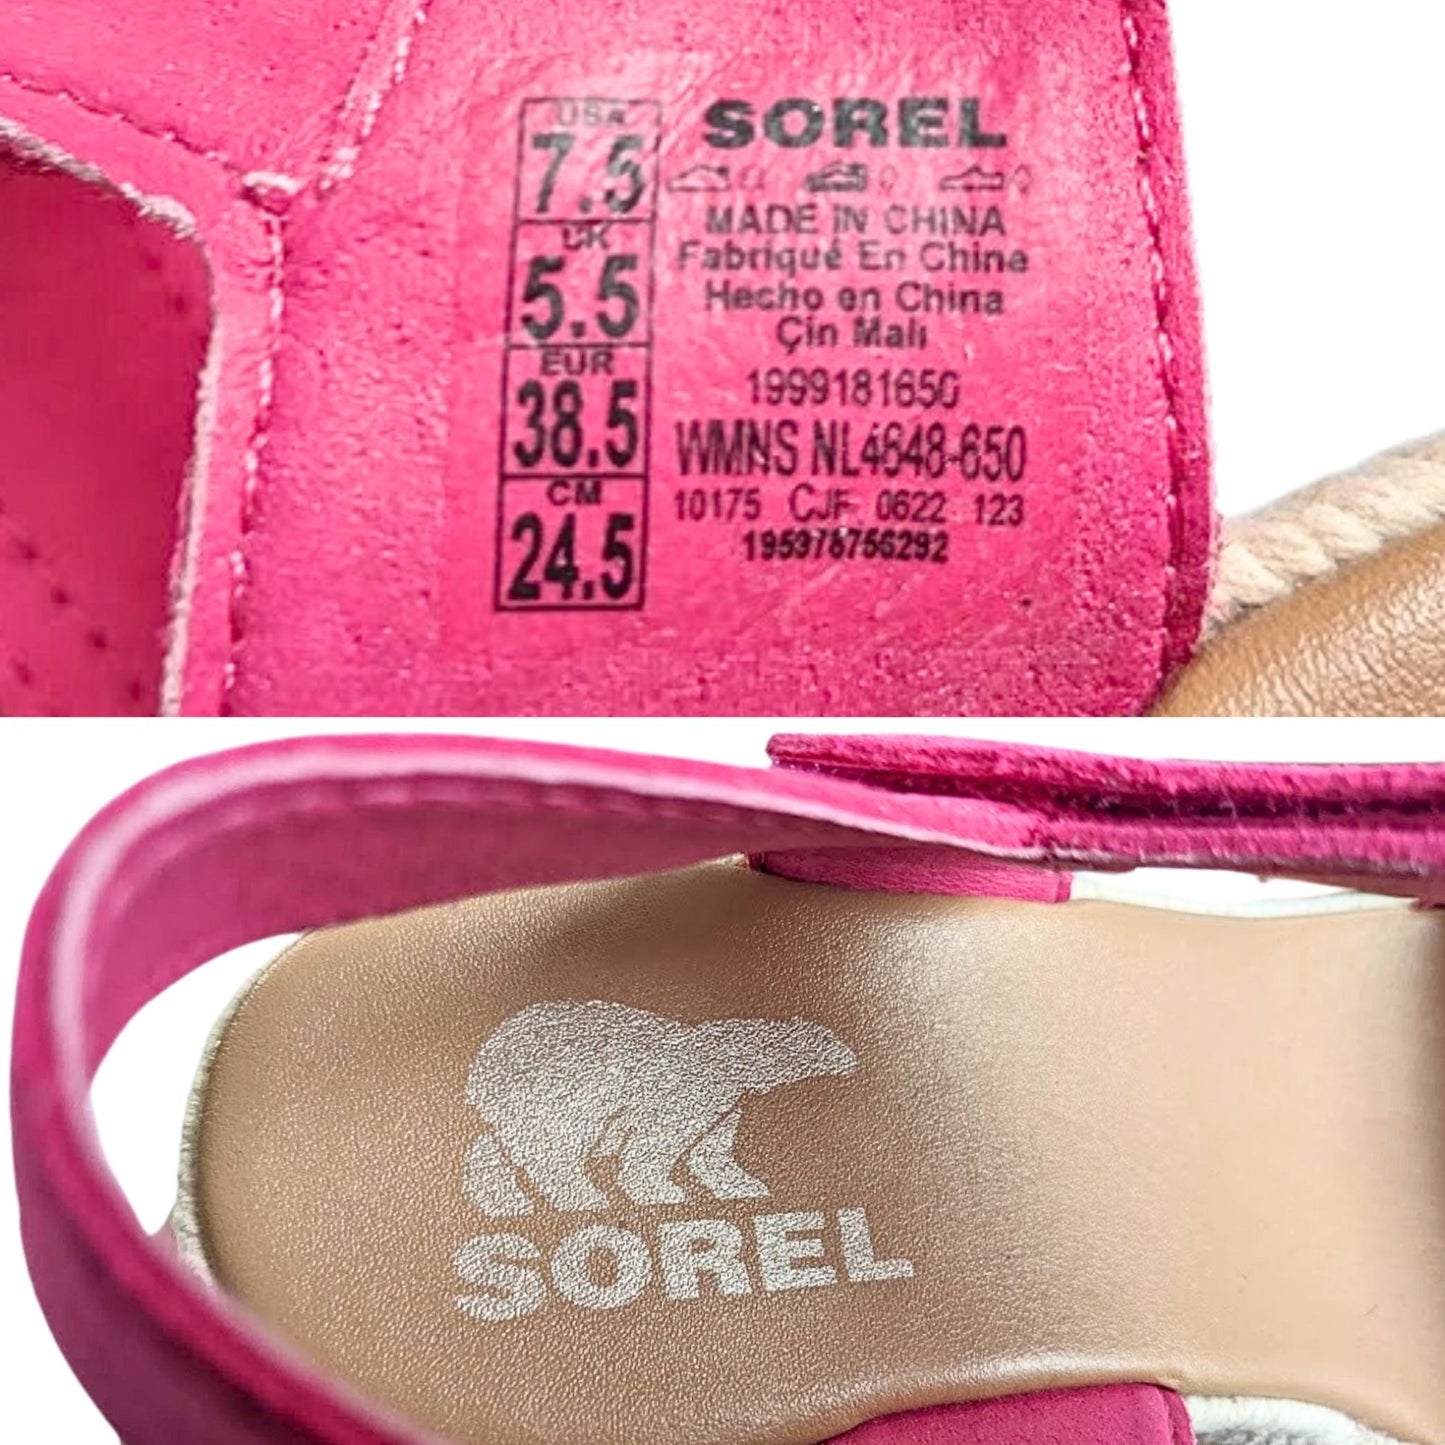 USA
7.5
UK
5.5
EUR
38.5
CM
24.5
SOREL
MADE IN CHINA
Fabriqué En Chine
Hecho en China
Çin Malı
1999181650
WMNS NL4648-650
10175 CJF 0622 123
195978756292
SOREL